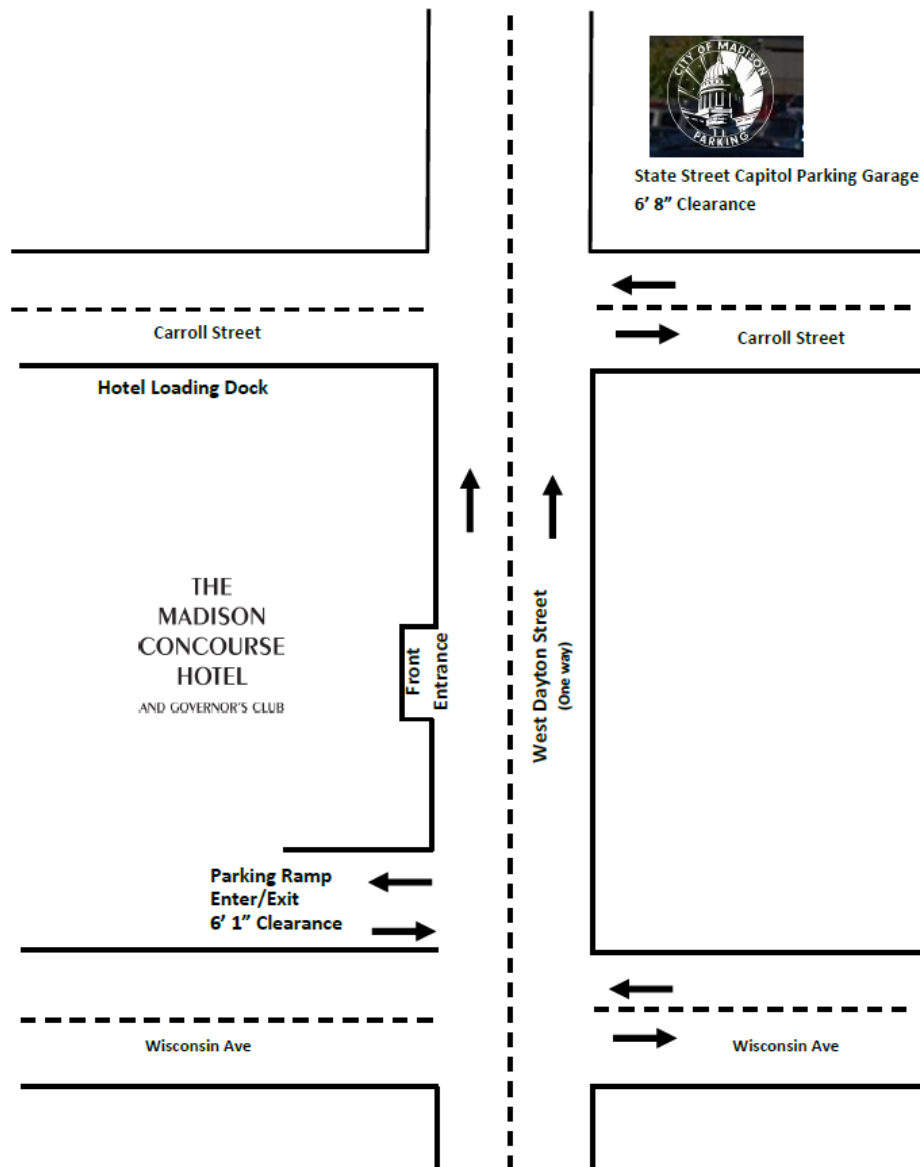 CITY OF MADISON
PARKING
State Street Capitol Parking Garage
6’ 8” Clearance
Carroll Street
Carroll Street
Hotel Loading Dock
THE
MADISON
CONCOURSE
HOTEL
AND GOVERNOR'S CLUB
Front
Entrance
West Dayton Street
(One way)
Parking Ramp
Enter/Exit
6’ 1” Clearance
Wisconsin Ave
Wisconsin Ave